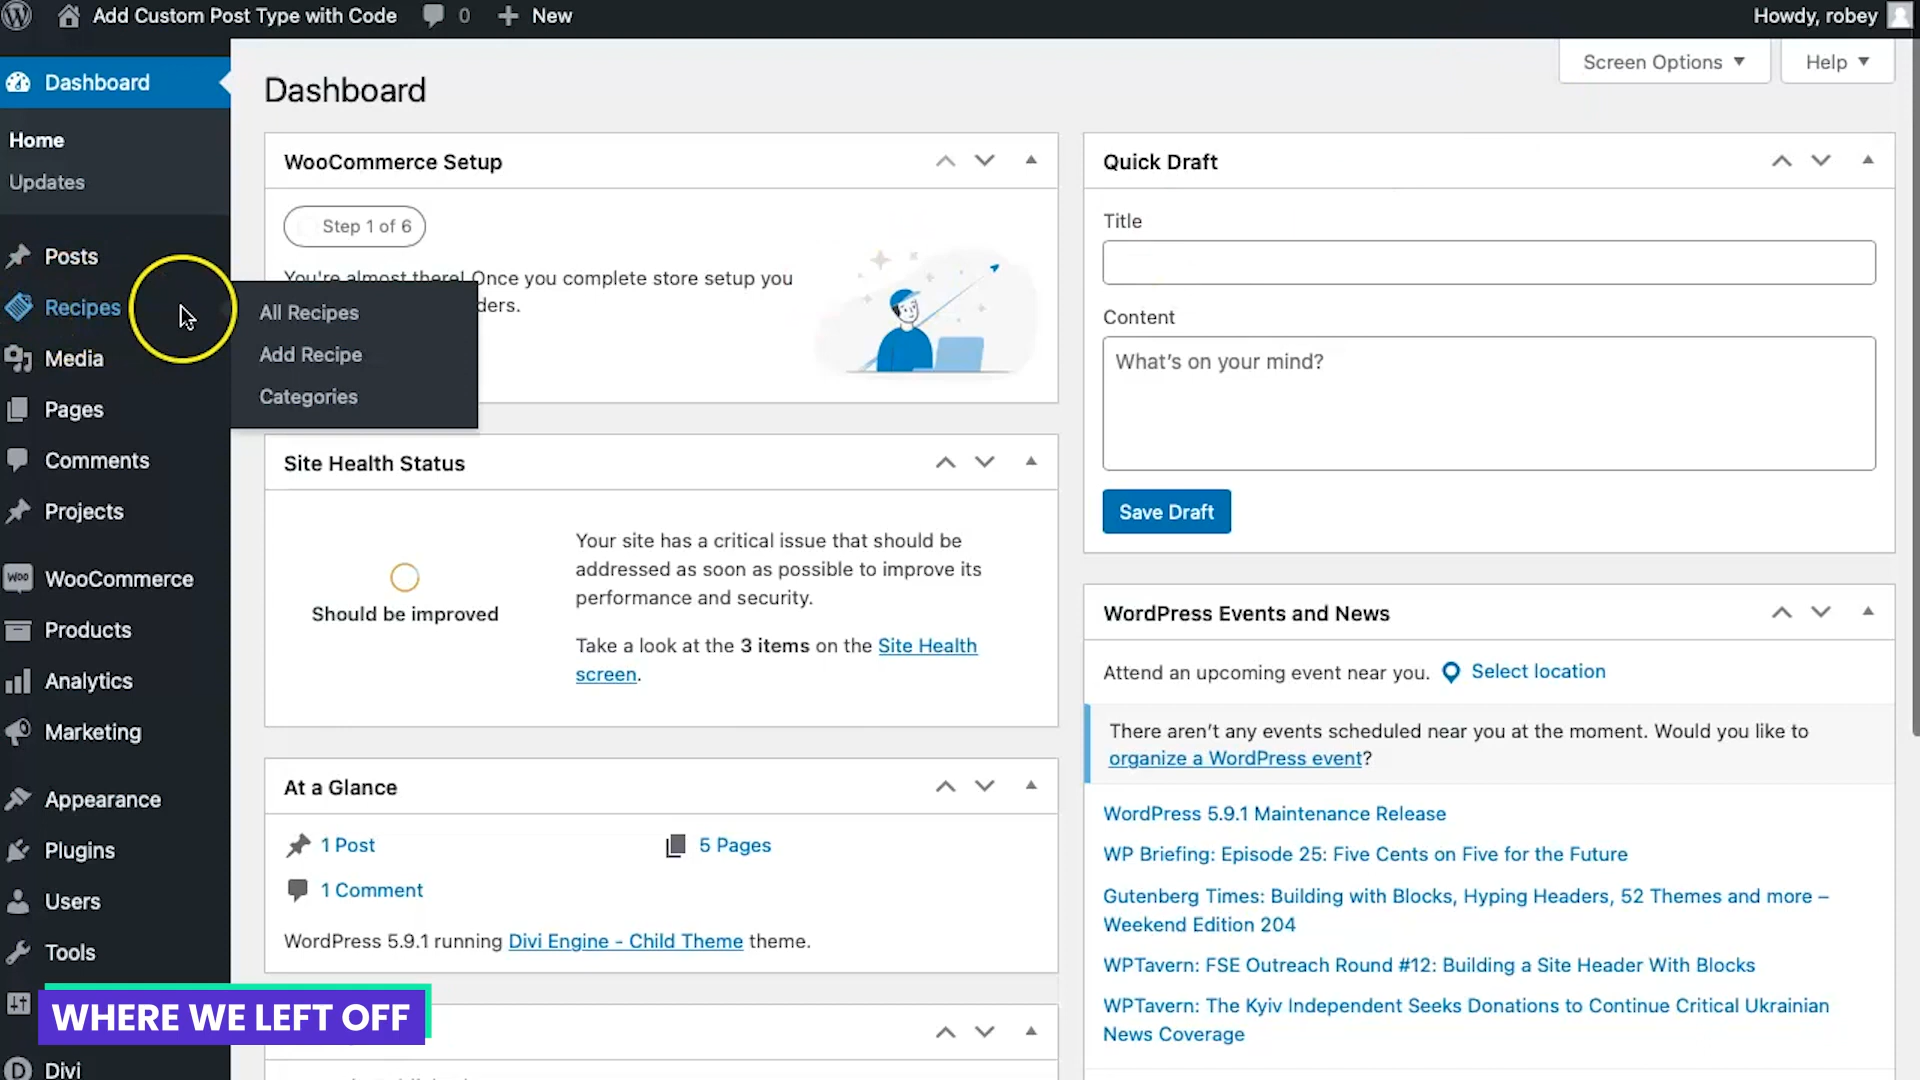 Add Custom Post Type with Code
0
New
Howdy, robey
Screen Options
Help
Dashboard
Home
Updates
Posts
Recipes
Media
Pages
Comments
Projects
Woo
WooCommerce
Products
Analytics
Marketing
Appearance
Plugins
Users
Tools
WHERE WE LEFT OFF
Divi
All Recipes
Add Recipe
Categories
Dashboard
WooCommerce Setup
Step 1 of 6
You're almost there! Once you complete store setup you
ders.
Site Health Status
Should be improved
Your site has a critical issue that should be
addressed as soon as possible to improve its
performance and security.
Take a look at the 3 items on the Site Health
screen.
At a Glance
1 Post
5 Pages
1 Comment
WordPress 5.9.1 running Divi Engine - Child Theme theme.
Quick Draft
Title
Content
What's on your mind?
Save Draft
WordPress Events and News
Attend an upcoming event near you.
Select location
There aren't any events scheduled near you at the moment. Would you like to
organize a WordPress event?
WordPress 5.9.1 Maintenance Release
WP Briefing: Episode 25: Five Cents on Five for the Future
Gutenberg Times: Building with Blocks, Hyping Headers, 52 Themes and more –
Weekend Edition 204
WPTavern: FSE Outreach Round #12: Building a Site Header With Blocks
WPTavern: The Kyiv Independent Seeks Donations to Continue Critical Ukrainian
News Coverage